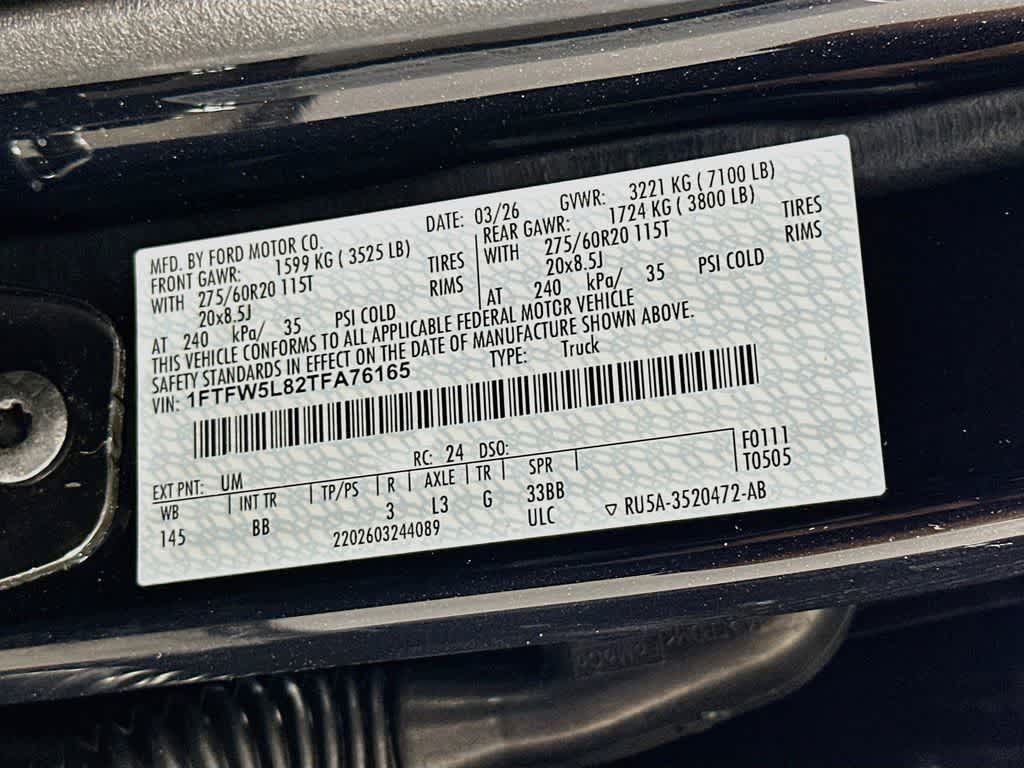 MFD. BY FORD MOTOR CO. DATE: 03/26 GVWR: 3221 KG ( 7100 LB)
FRONT GAWR: 1599 KG ( 3525 LB) REAR GAWR: 1724 KG ( 3800 LB)
WITH 275/60R20 115T TIRES WITH 275/60R20 115T TIRES
20x8.5J RIMS 20x8.5J RIMS
AT 240 kPa/ 35 PSI COLD AT 240 kPa/ 35 PSI COLD
THIS VEHICLE CONFORMS TO ALL APPLICABLE FEDERAL MOTOR VEHICLE
SAFETY STANDARDS IN EFFECT ON THE DATE OF MANUFACTURE SHOWN ABOVE.
VIN: 1FTFW5L82TFA76165 TYPE: Truck
EXT PNT: UM RC: 24 DSO: F0111
WB INT TR TP/PS R AXLE TR SPR T0505
145 BB 3 L3 G 33BB
2202603244089 ULC ▽ RU5A-3520472-AB